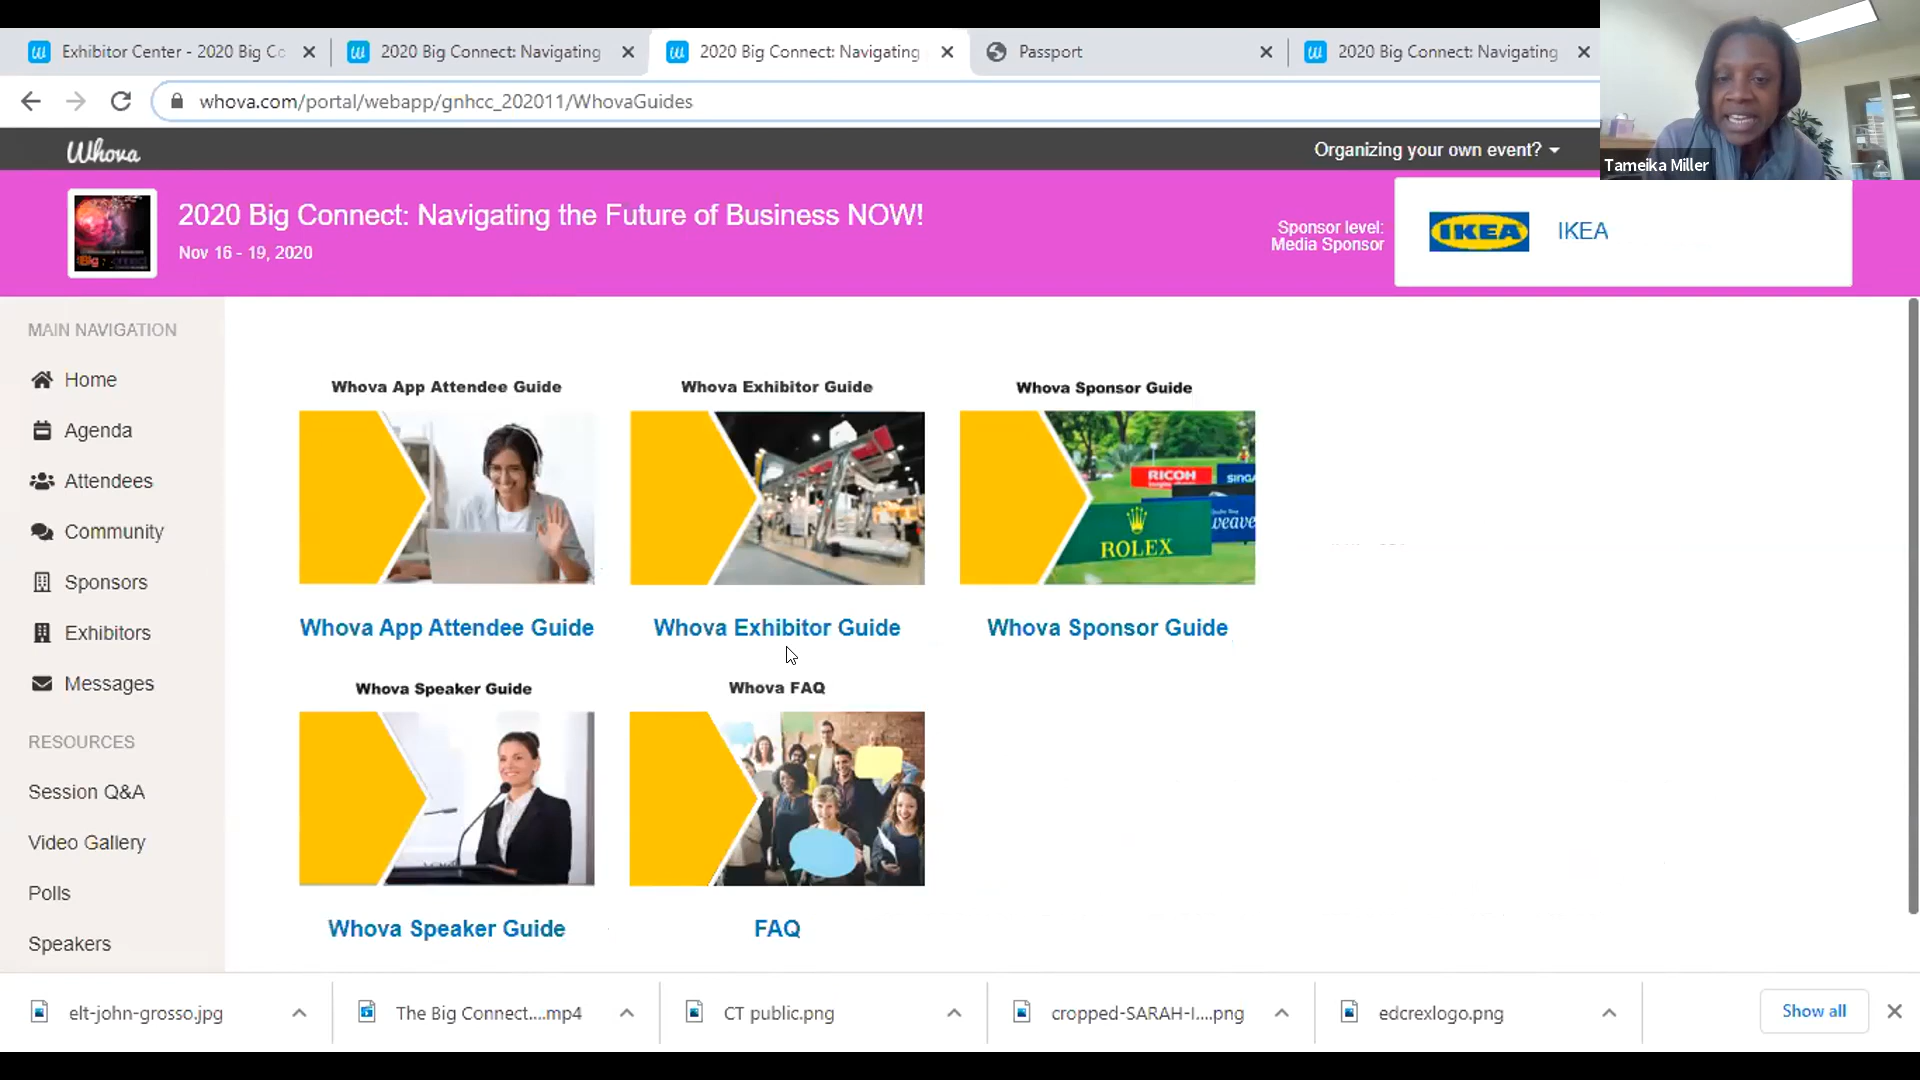 Exhibitor Center - 2020 Big Co
2020 Big Connect: Navigating
2020 Big Connect: Navigating
Passport
2020 Big Connect: Navigating
whova.com/portal/webapp/gnhcc_202011/WhovaGuides
Tameika Miller
Whova
Organizing your own event?
2020 Big Connect: Navigating the Future of Business NOW!
Nov 16 - 19, 2020
Big
Sponsor level:
Media Sponsor
IKEA
IKEA
MAIN NAVIGATION
Home
Agenda
Attendees
Community
Sponsors
Exhibitors
Messages
RESOURCES
Session Q&A
Video Gallery
Polls
Speakers
Whova App Attendee Guide
Whova Exhibitor Guide
Whova Sponsor Guide
RICOH
ROLEX
weave
Whova App Attendee Guide
Whova Exhibitor Guide
Whova Sponsor Guide
Whova Speaker Guide
Whova FAQ
Whova Speaker Guide
FAQ
elt-john-grosso.jpg
The Big Connect....mp4
CT public.png
cropped-SARAH-I....png
edcrexlogo.png
Show all